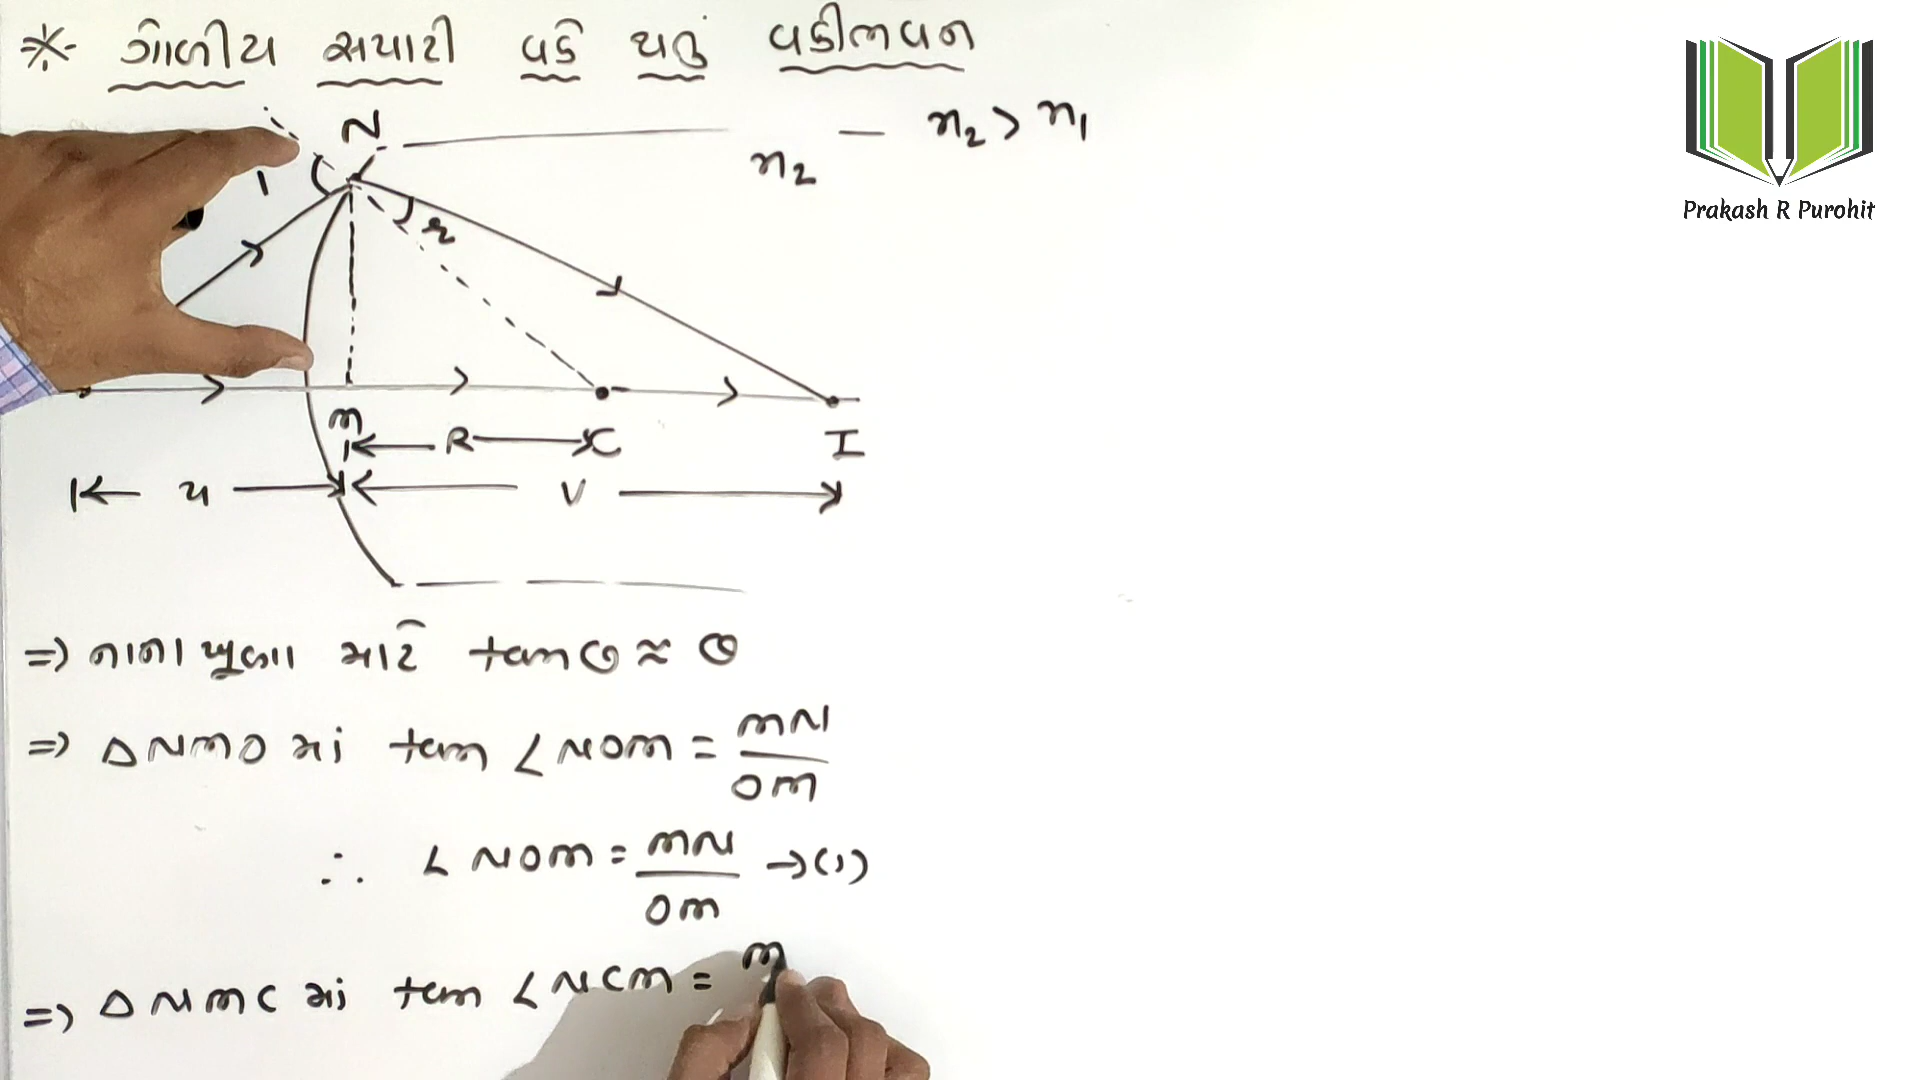 * ગોળીય સપાટી વડે થતું વક્રીભવન
N
n₂ > n₁
n₂
i
r
M
R
C
I
u
V
Prakash R Purohit
⇒ નાના ખૂણા માટે tanθ ≈ θ
⇒ ΔNMO માં tan ∠NOM = MN / OM
∴ ∠NOM = MN / OM →(1)
⇒ ΔNMC માં tan ∠NCM = M